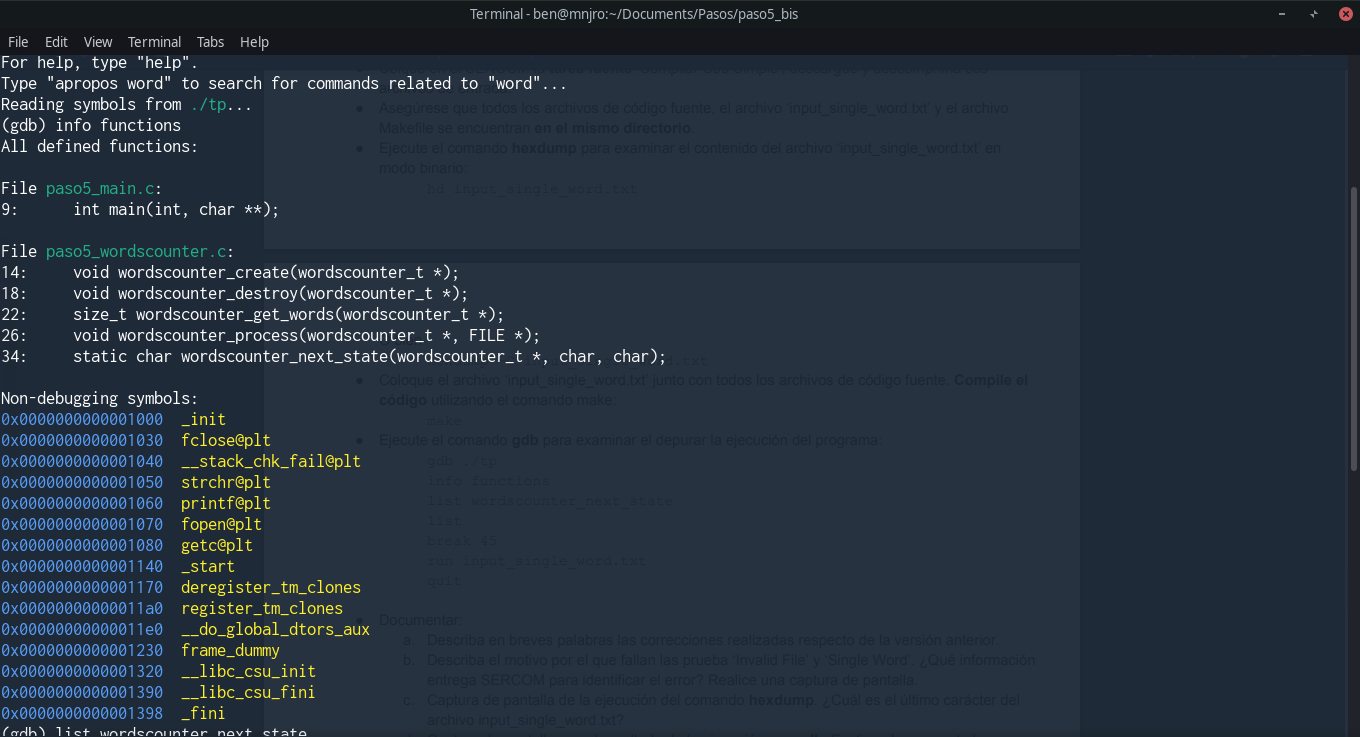 Terminal - ben@mnjro:~/Documents/Pasos/paso5_bis
File Edit View Terminal Tabs Help
For help, type "help".
Type "apropos word" to search for commands related to "word"...
Reading symbols from ./tp...
(gdb) info functions
All defined functions:
File paso5_main.c:
9: int main(int, char **);
File paso5_wordscounter.c:
14: void wordscounter_create(wordscounter_t *);
18: void wordscounter_destroy(wordscounter_t *);
22: size_t wordscounter_get_words(wordscounter_t *);
26: void wordscounter_process(wordscounter_t *, FILE *);
34: static char wordscounter_next_state(wordscounter_t *, char, char);
Non-debugging symbols:
0x0000000000001000 _init
0x0000000000001030 fclose@plt
0x0000000000001040 __stack_chk_fail@plt
0x0000000000001050 strchr@plt
0x0000000000001060 printf@plt
0x0000000000001070 fopen@plt
0x0000000000001080 getc@plt
0x0000000000001140 _start
0x0000000000001170 deregister_tm_clones
0x00000000000011a0 register_tm_clones
0x00000000000011e0 __do_global_dtors_aux
0x0000000000001230 frame_dummy
0x0000000000001320 __libc_csu_init
0x0000000000001390 __libc_csu_fini
0x0000000000001398 _fini
(gdb) list wordscounter_next_state
Asegúrese que todos los archivos de código fuente, el archivo 'input_single_word.txt' y el archivo
Makefile se encuentran en el mismo directorio.
Ejecute el comando hexdump para examinar el contenido del archivo 'input_single_word.txt' en
modo binario:
hd input_single_word.txt
Coloque el archivo 'input_single_word.txt' junto con todos los archivos de código fuente. Compile el
código utilizando el comando make:
make
Ejecute el comando gdb para examinar el depurar la ejecución del programa:
gdb ./tp
info functions
list wordscounter_next_state
list
break 45
run input_single_word.txt
quit
Documentar:
a. Describa en breves palabras las correcciones realizadas respecto de la versión anterior.
b. Describa el motivo por el que fallan las prueba 'Invalid File' y 'Single Word'. ¿Qué información
entrega SERCOM para identificar el error? Realice una captura de pantalla.
c. Captura de pantalla de la ejecución del comando hexdump. ¿Cuál es el último carácter del
archivo input_single_word.txt?